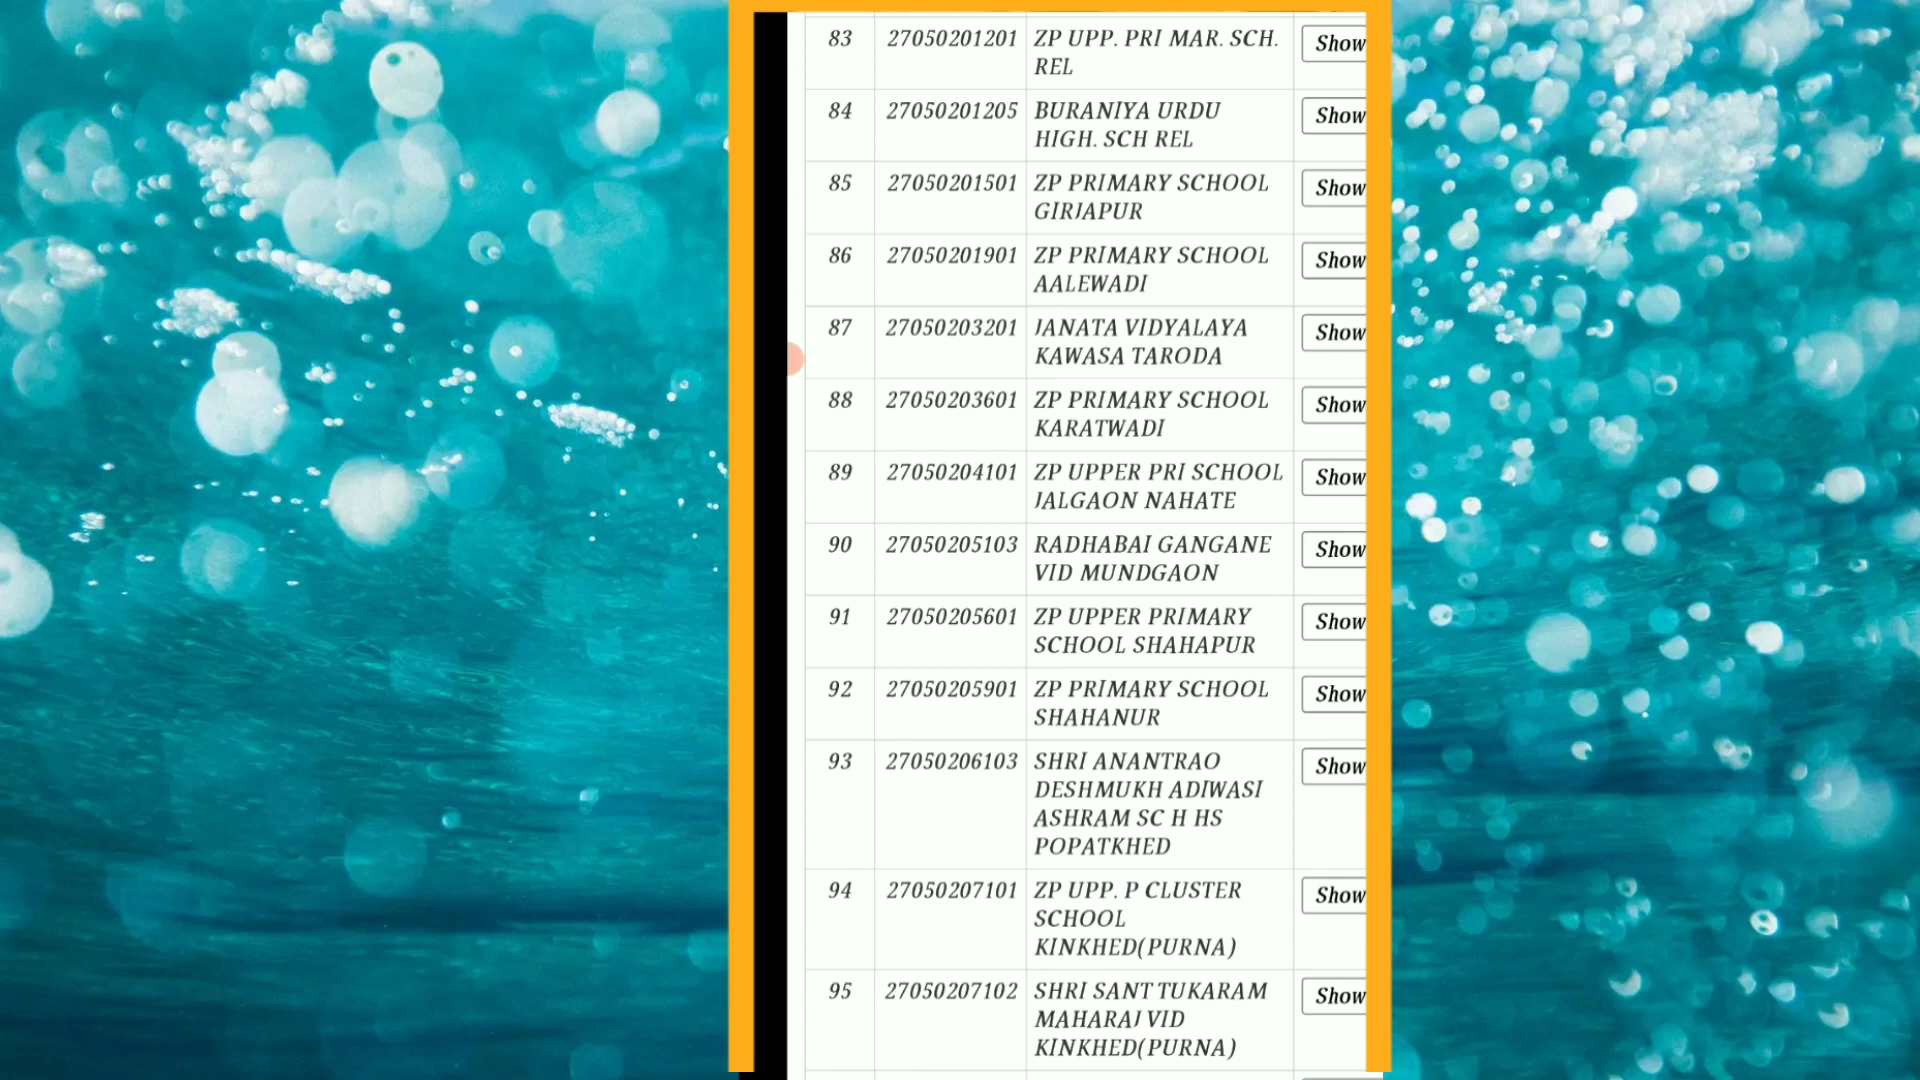 83 27050201201 ZP UPP. PRI MAR. SCH. Show
REL
84 27050201205 BURANIYA URDU Show
HIGH. SCH REL
85 27050201501 ZP PRIMARY SCHOOL Show
GIRJAPUR
86 27050201901 ZP PRIMARY SCHOOL Show
AALEWADI
87 27050203201 JANATA VIDYALAYA Show
KAWASA TARODA
88 27050203601 ZP PRIMARY SCHOOL Show
KARATWADI
89 27050204101 ZP UPPER PRI SCHOOL Show
JALGAON NAHATE
90 27050205103 RADHABAI GANGANE Show
VID MUNDGAON
91 27050205601 ZP UPPER PRIMARY Show
SCHOOL SHAHAPUR
92 27050205901 ZP PRIMARY SCHOOL Show
SHAHANUR
93 27050206103 SHRI ANANTRAO Show
DESHMUKH ADIWASI
ASHRAM SC H HS
POPATKHED
94 27050207101 ZP UPP. P CLUSTER Show
SCHOOL
KINKHED(PURNA)
95 27050207102 SHRI SANT TUKARAM Show
MAHARAJ VID
KINKHED(PURNA)